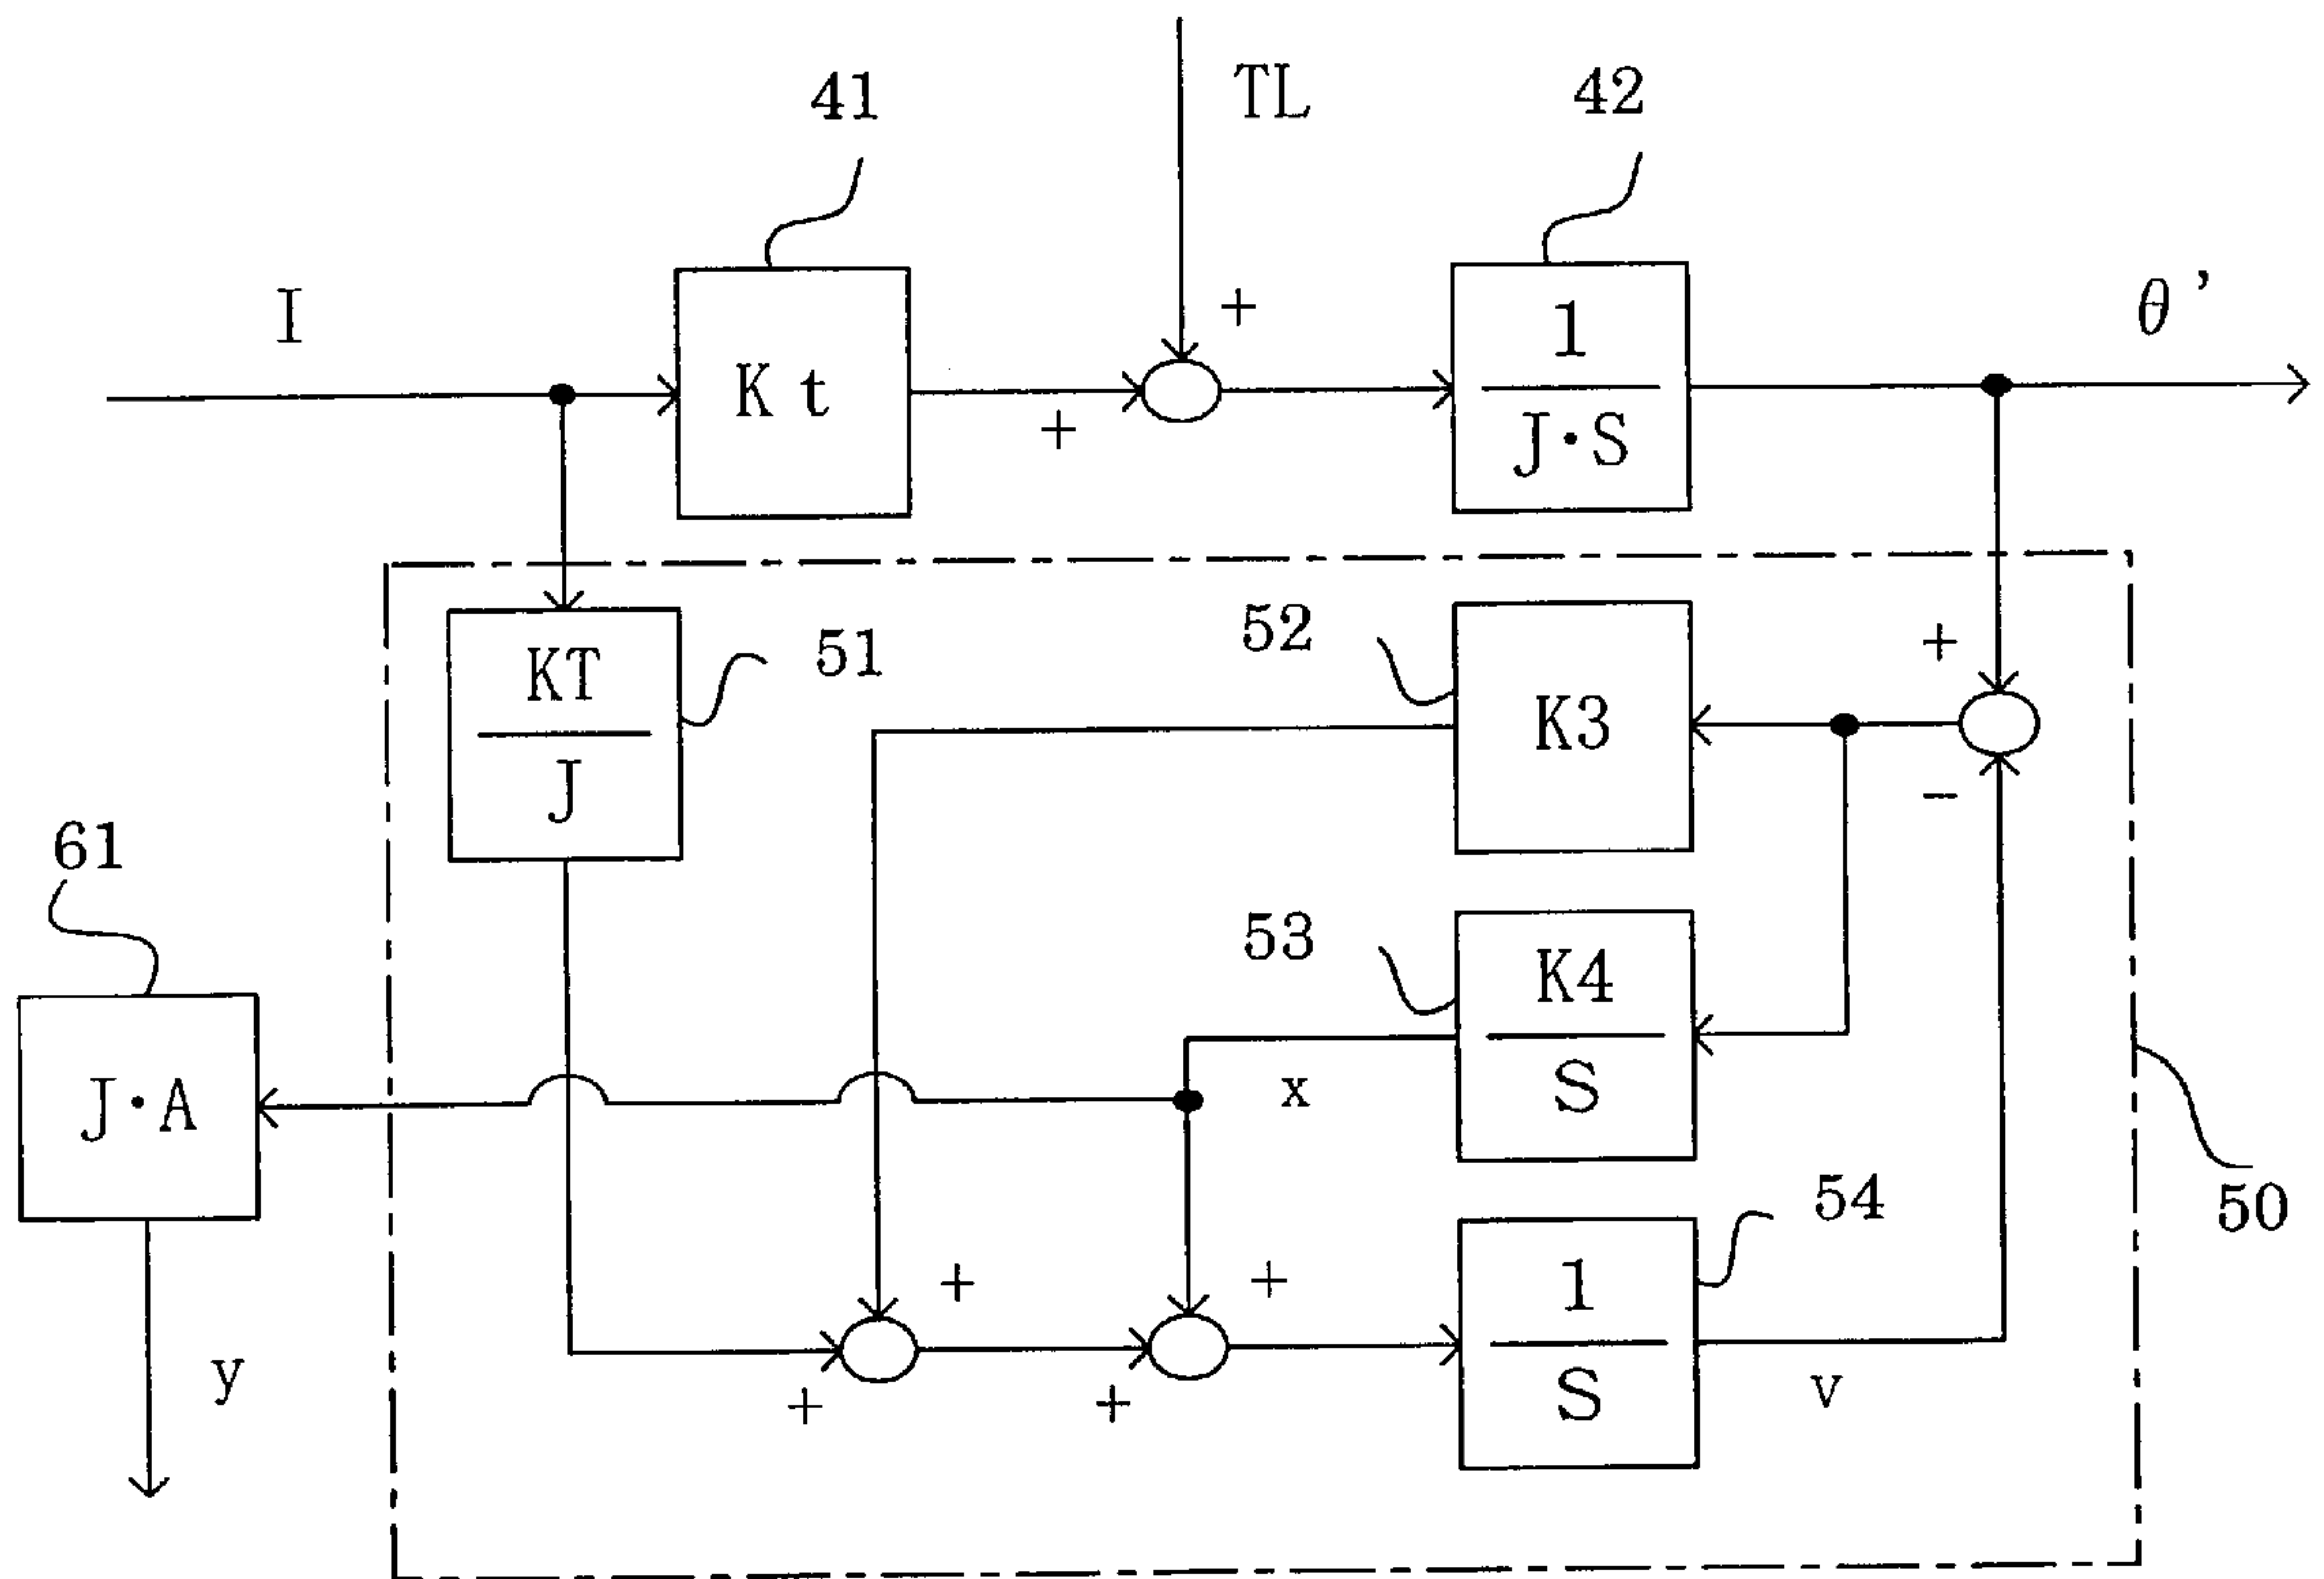 41
TL
42
I
K t
+
+
1
J·S
θ'
KT
J
51
52
K3
+
-
61
53
K4
S
x
J·A
50
54
1
S
v
y
+
+
+
+